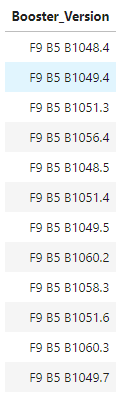 Booster_Version
F9 B5 B1048.4
F9 B5 B1049.4
F9 B5 B1051.3
F9 B5 B1056.4
F9 B5 B1048.5
F9 B5 B1051.4
F9 B5 B1049.5
F9 B5 B1060.2
F9 B5 B1058.3
F9 B5 B1051.6
F9 B5 B1060.3
F9 B5 B1049.7